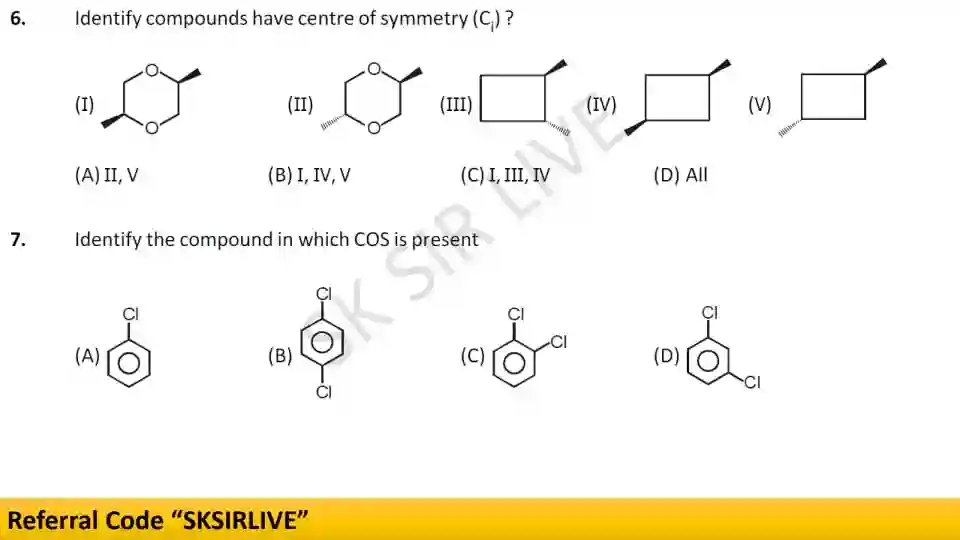 6. Identify compounds have centre of symmetry (Ci) ?
(I) O O (II) O O (III) (IV) (V)
(A) II, V (B) I, IV, V (C) I, III, IV (D) All
7. Identify the compound in which COS is present
(A) Cl (B) Cl Cl (C) Cl Cl (D) Cl Cl
SK SIR LIVE
Referral Code “SKSIRLIVE”